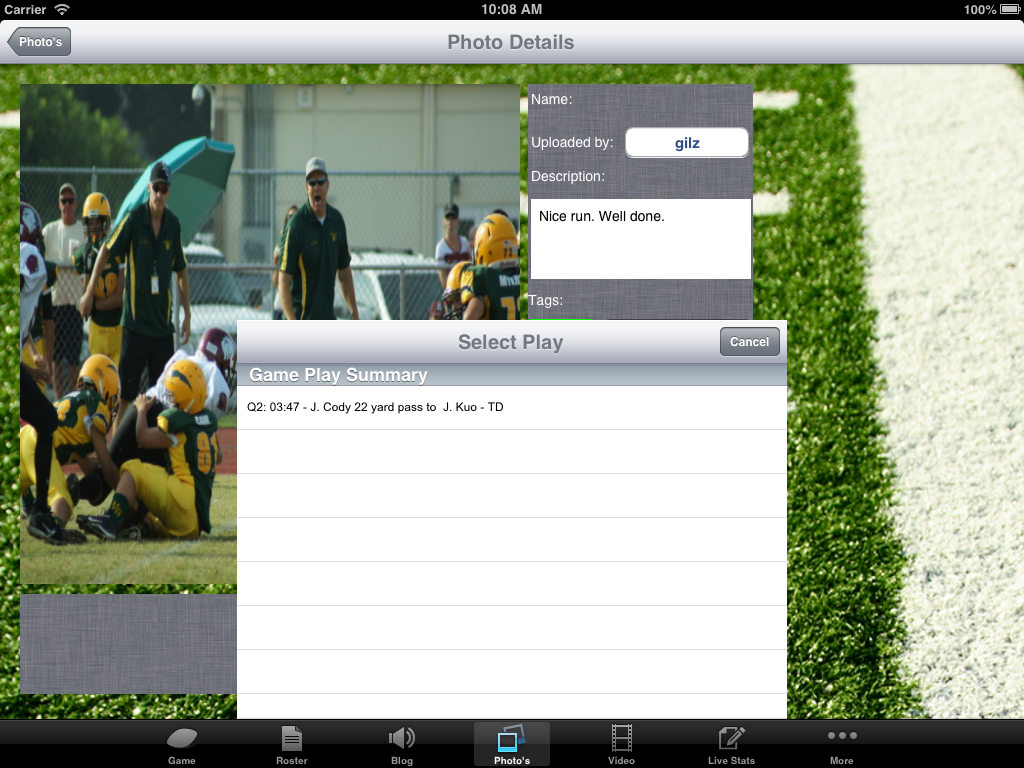 Carrier 10:08 AM 100%
Photo's Photo Details
Name:
Uploaded by: gilz
Description:
Nice run. Well done.
Tags:
Select Play Cancel
Game Play Summary
Q2: 03:47 - J. Cody 22 yard pass to  J. Kuo - TD
Game Roster Blog Photo's Video Live Stats More